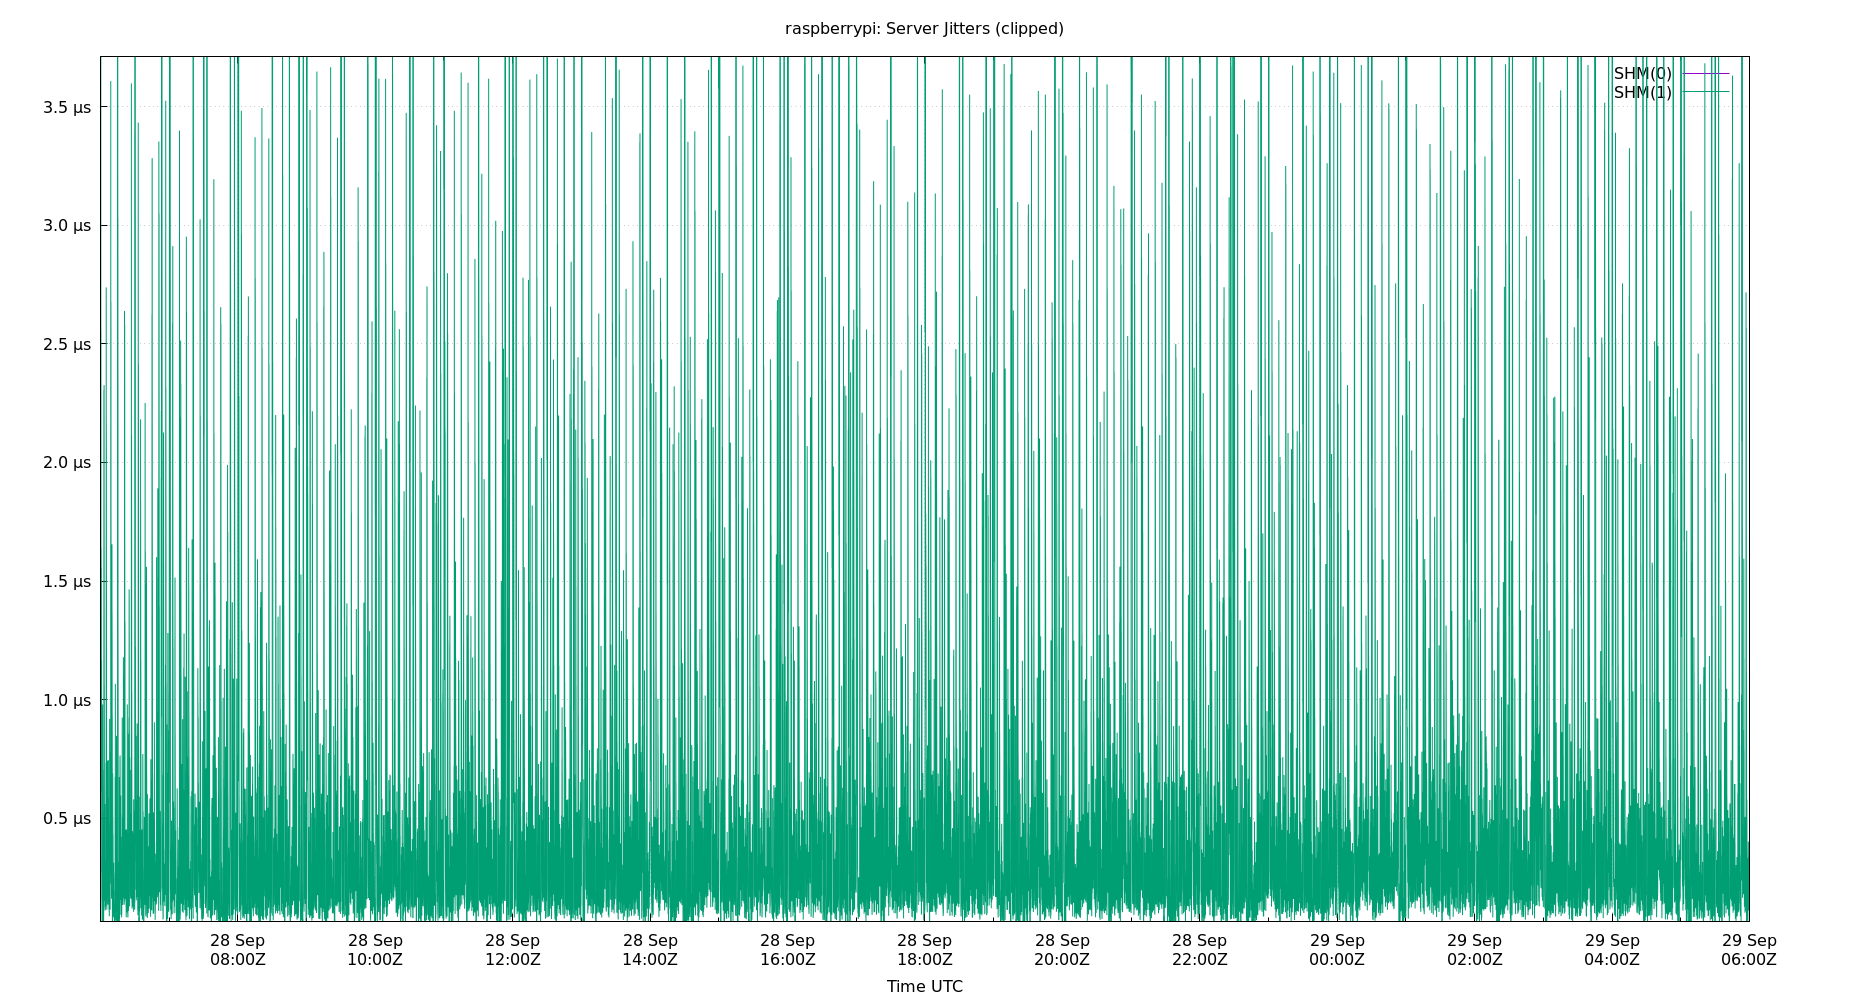 raspberrypi: Server Jitters (clipped)
SHM(0)
SHM(1)
3.5 µs
3.0 µs
2.5 µs
2.0 µs
1.5 µs
1.0 µs
0.5 µs
28 Sep 28 Sep 28 Sep 28 Sep 28 Sep 28 Sep 28 Sep 28 Sep 29 Sep 29 Sep 29 Sep 29 Sep
08:00Z 10:00Z 12:00Z 14:00Z 16:00Z 18:00Z 20:00Z 22:00Z 00:00Z 02:00Z 04:00Z 06:00Z
Time UTC